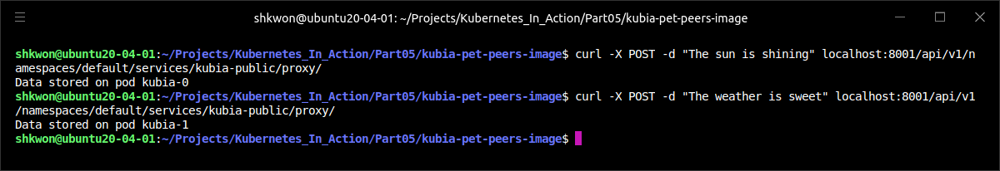 shkwon@ubuntu20-04-01: ~/Projects/Kubernetes_In_Action/Part05/kubia-pet-peers-image
shkwon@ubuntu20-04-01:~/Projects/Kubernetes_In_Action/Part05/kubia-pet-peers-image$ curl -X POST -d "The sun is shining" localhost:8001/api/v1/n
amespaces/default/services/kubia-public/proxy/
Data stored on pod kubia-0
shkwon@ubuntu20-04-01:~/Projects/Kubernetes_In_Action/Part05/kubia-pet-peers-image$ curl -X POST -d "The weather is sweet" localhost:8001/api/v1
/namespaces/default/services/kubia-public/proxy/
Data stored on pod kubia-1
shkwon@ubuntu20-04-01:~/Projects/Kubernetes_In_Action/Part05/kubia-pet-peers-image$